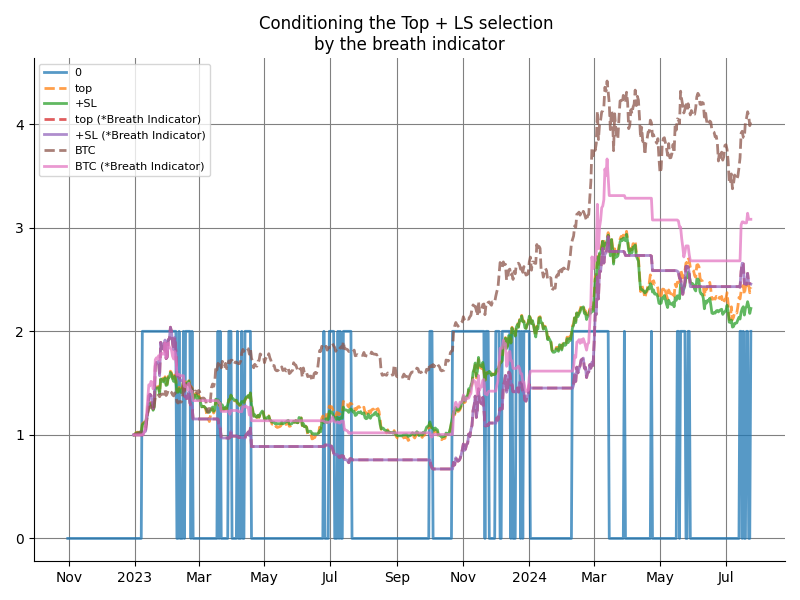 Conditioning the Top + LS selection
by the breath indicator
0
top
+SL
top (*Breath Indicator)
+SL (*Breath Indicator)
BTC
BTC (*Breath Indicator)
4
3
2
1
0
Nov 2023 Mar May Jul Sep Nov 2024 Mar May Jul